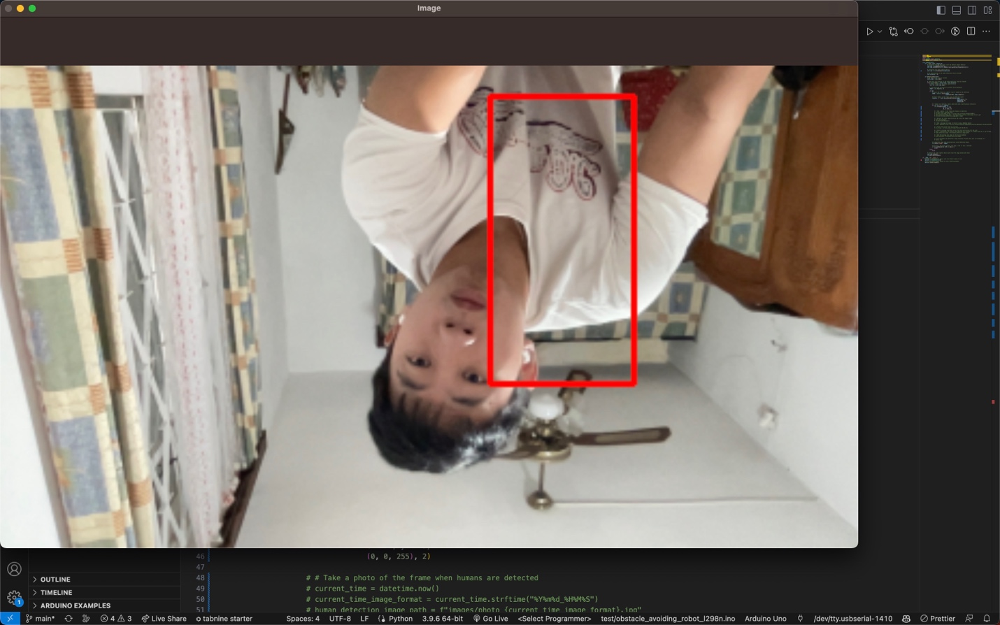 Image
46 (0, 0, 255), 2)
47
48 # # Take a photo of the frame when humans are detected
49 # current_time = datetime.now()
50 # current_time_image_format = current_time.strftime("%Y%m%d_%H%M%S")
51 # human_detection_image_path = f"images/photo_{current_time_image_format}.jpg"
OUTLINE
TIMELINE
ARDUINO EXAMPLES
1
main* 4 3 Live Share tabnine starter Spaces: 4 UTF-8 LF Python 3.9.6 64-bit Go Live <Select Programmer> test/obstacle_avoiding_robot_l298n.ino Arduino Uno /dev/tty.usbserial-1410 Prettier